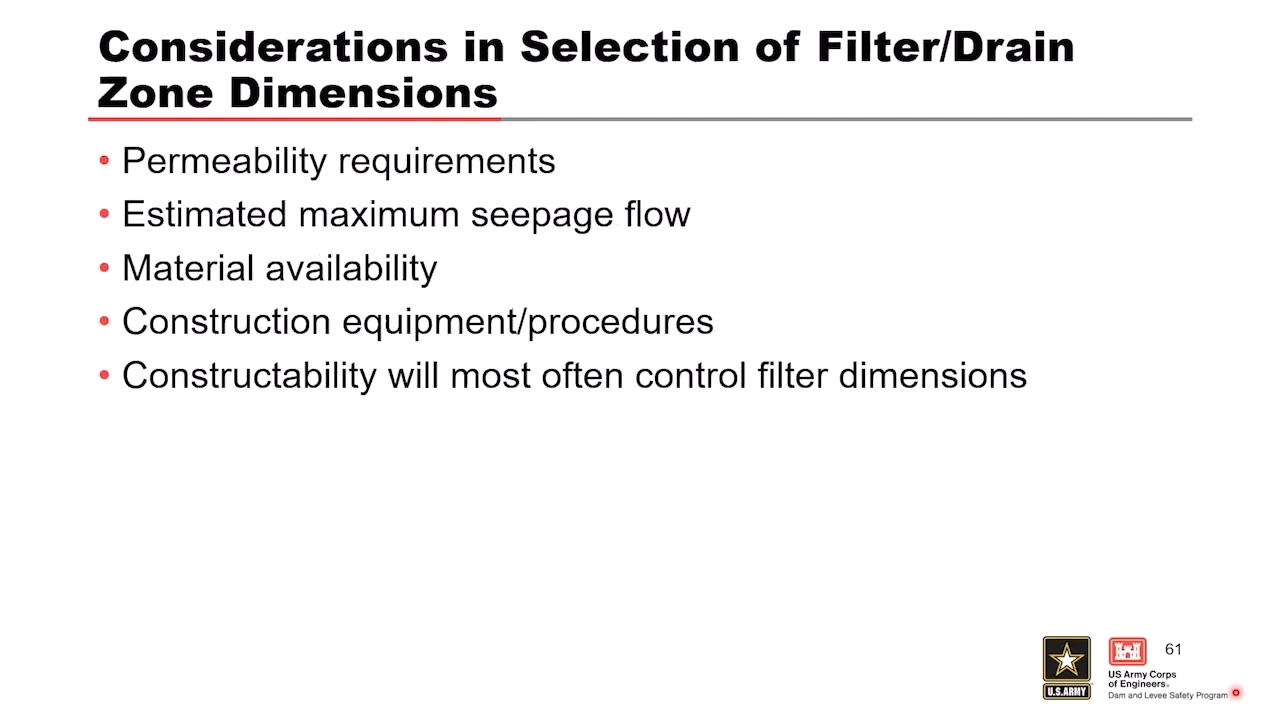 Considerations in Selection of Filter/Drain
Zone Dimensions
• Permeability requirements
• Estimated maximum seepage flow
• Material availability
• Construction equipment/procedures
• Constructability will most often control filter dimensions
61
U.S.ARMY
US Army Corps
of Engineers®
Dam and Levee Safety Program